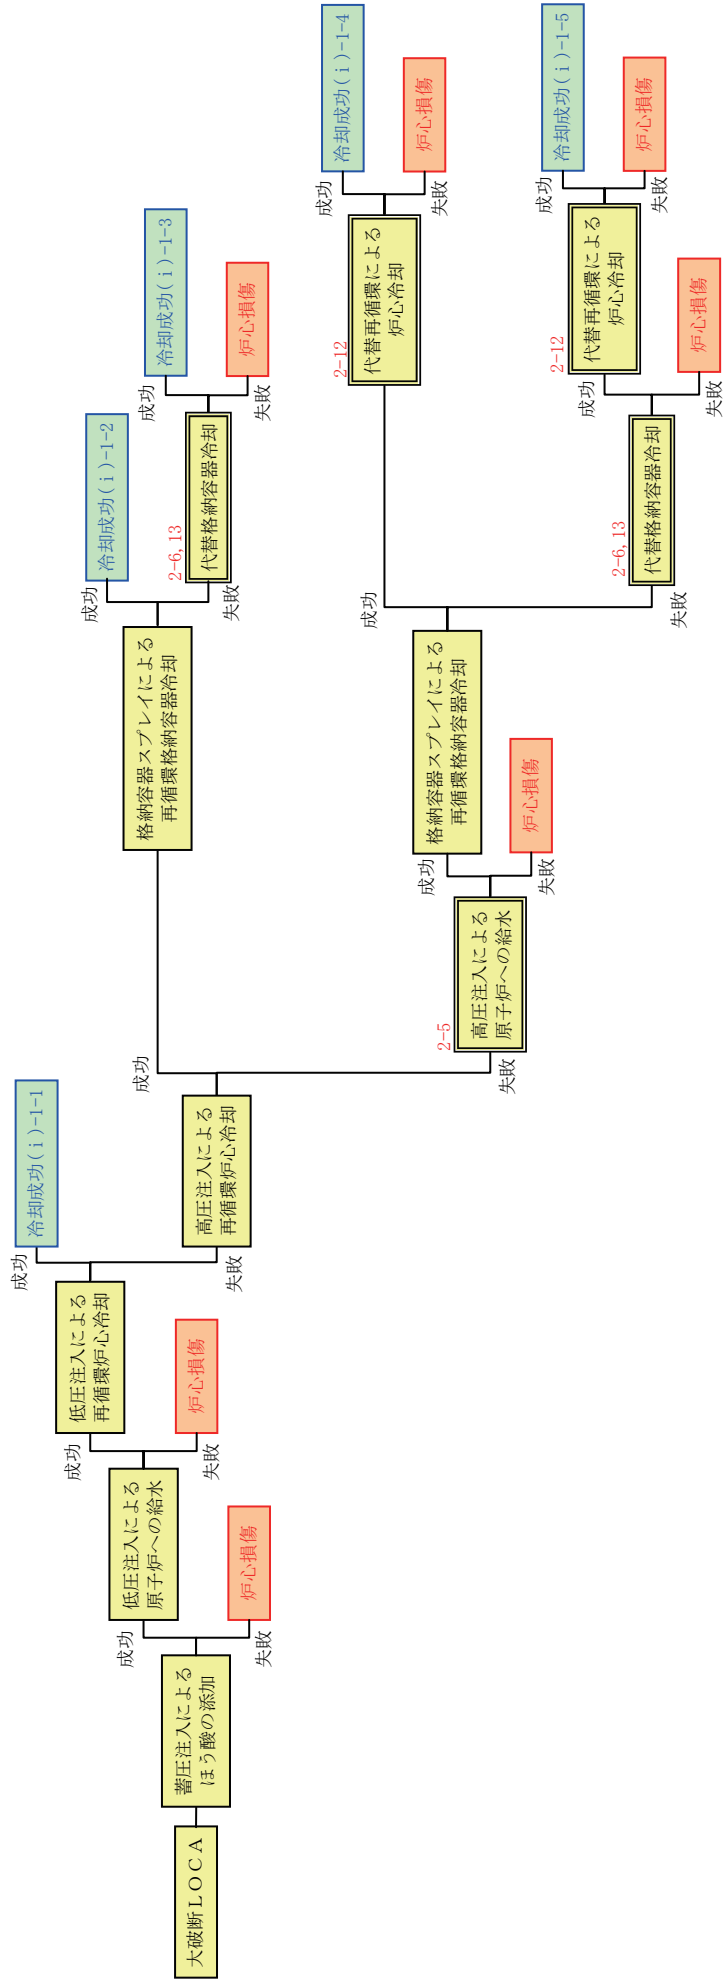 大破断ＬＯＣＡ
蓄圧注入による
ほう酸の添加
成功
失敗
炉心損傷
低圧注入による
原子炉への給水
成功
失敗
炉心損傷
低圧注入による
再循環炉心冷却
成功
冷却成功(ⅰ)-1-1
失敗
高圧注入による
再循環炉心冷却
成功
格納容器スプレイによる
再循環格納容器冷却
成功
冷却成功(ⅰ)-1-2
失敗
2-6, 13
代替格納容器冷却
成功
冷却成功(ⅰ)-1-3
失敗
炉心損傷
失敗
2-5
高圧注入による
原子炉への給水
成功
失敗
炉心損傷
格納容器スプレイによる
再循環格納容器冷却
成功
2-12
代替再循環による
炉心冷却
成功
冷却成功(ⅰ)-1-4
失敗
炉心損傷
失敗
2-6, 13
代替格納容器冷却
成功
失敗
炉心損傷
2-12
代替再循環による
炉心冷却
成功
冷却成功(ⅰ)-1-5
失敗
炉心損傷